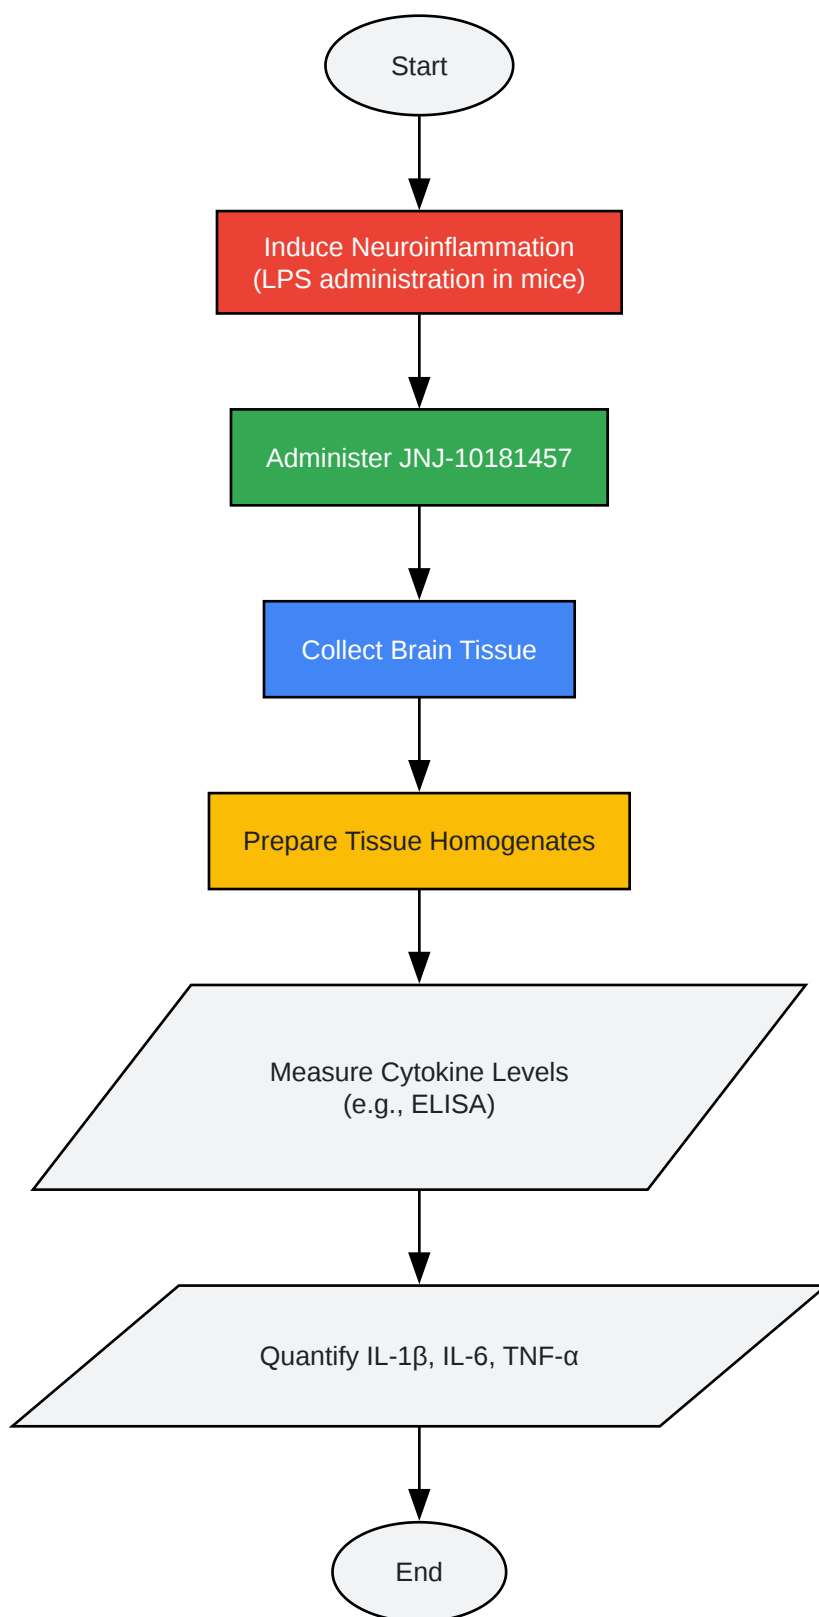 Start
Induce Neuroinflammation
(LPS administration in mice)
Administer JNJ-10181457
Collect Brain Tissue
Prepare Tissue Homogenates
Measure Cytokine Levels
(e.g., ELISA)
Quantify IL-1β, IL-6, TNF-α
End